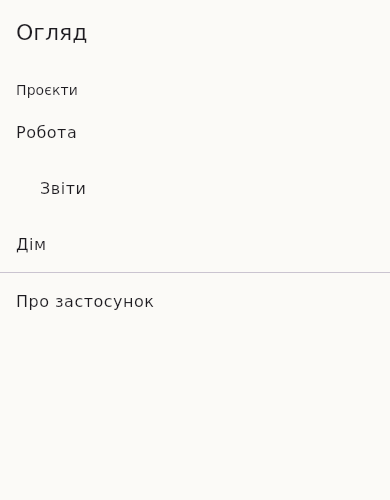 Огляд
Проєкти
Робота
Звіти
Дім
Про застосунок